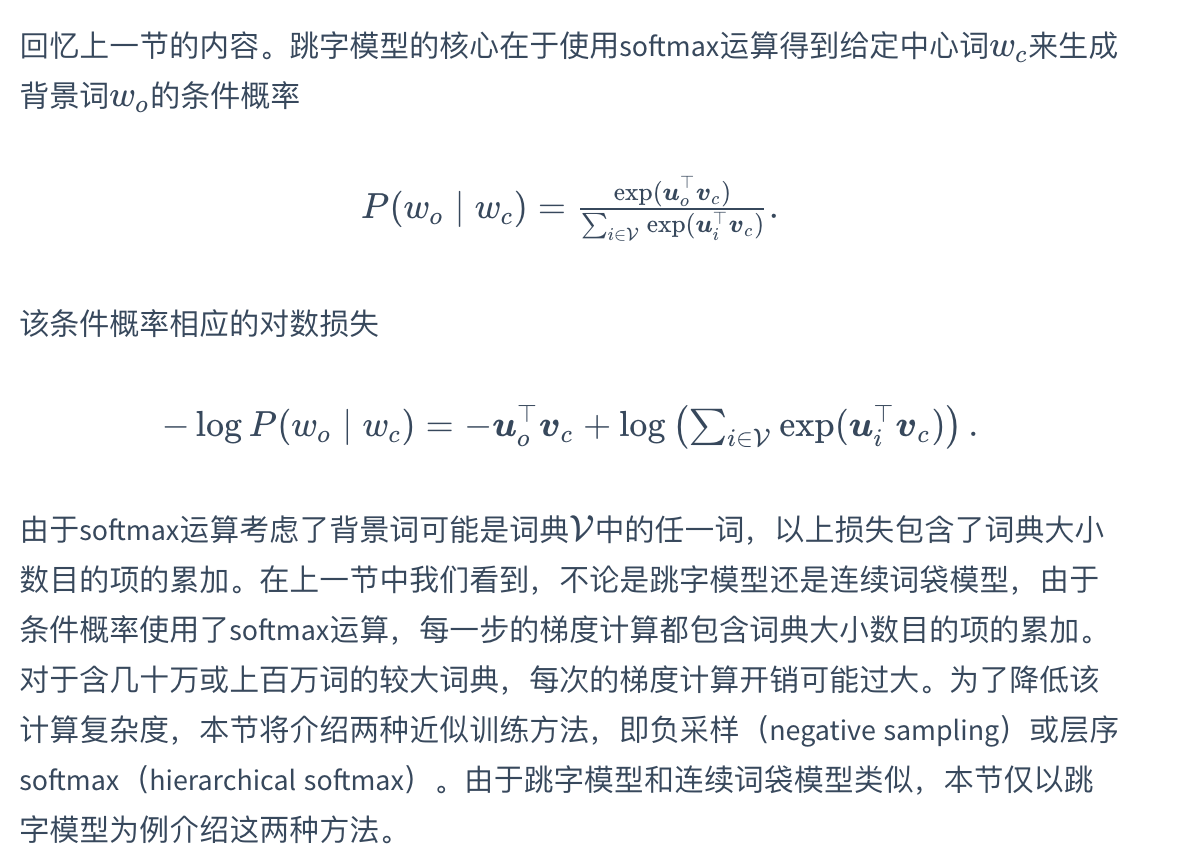 回忆上一节的内容。跳字模型的核心在于使用softmax运算得到给定中心词$w_c$来生成
背景词$w_o$的条件概率
$P(w_o \mid w_c) = \frac{\exp(\boldsymbol{u}_o^\top \boldsymbol{v}_c)}{\sum_{i \in \mathcal{V}} \exp(\boldsymbol{u}_i^\top \boldsymbol{v}_c)}.$
该条件概率相应的对数损失
$-\log P(w_o \mid w_c) = -\boldsymbol{u}_o^\top \boldsymbol{v}_c + \log\left(\sum_{i \in \mathcal{V}} \exp(\boldsymbol{u}_i^\top \boldsymbol{v}_c)\right).$
由于softmax运算考虑了背景词可能是词典$\mathcal{V}$中的任一词，以上损失包含了词典大小
数目的项的累加。在上一节中我们看到，不论是跳字模型还是连续词袋模型，由于
条件概率使用了softmax运算，每一步的梯度计算都包含词典大小数目的项的累加。
对于含几十万或上百万词的较大词典，每次的梯度计算开销可能过大。为了降低该
计算复杂度，本节将介绍两种近似训练方法，即负采样（negative sampling）或层序
softmax（hierarchical softmax）。由于跳字模型和连续词袋模型类似，本节仅以跳
字模型为例介绍这两种方法。